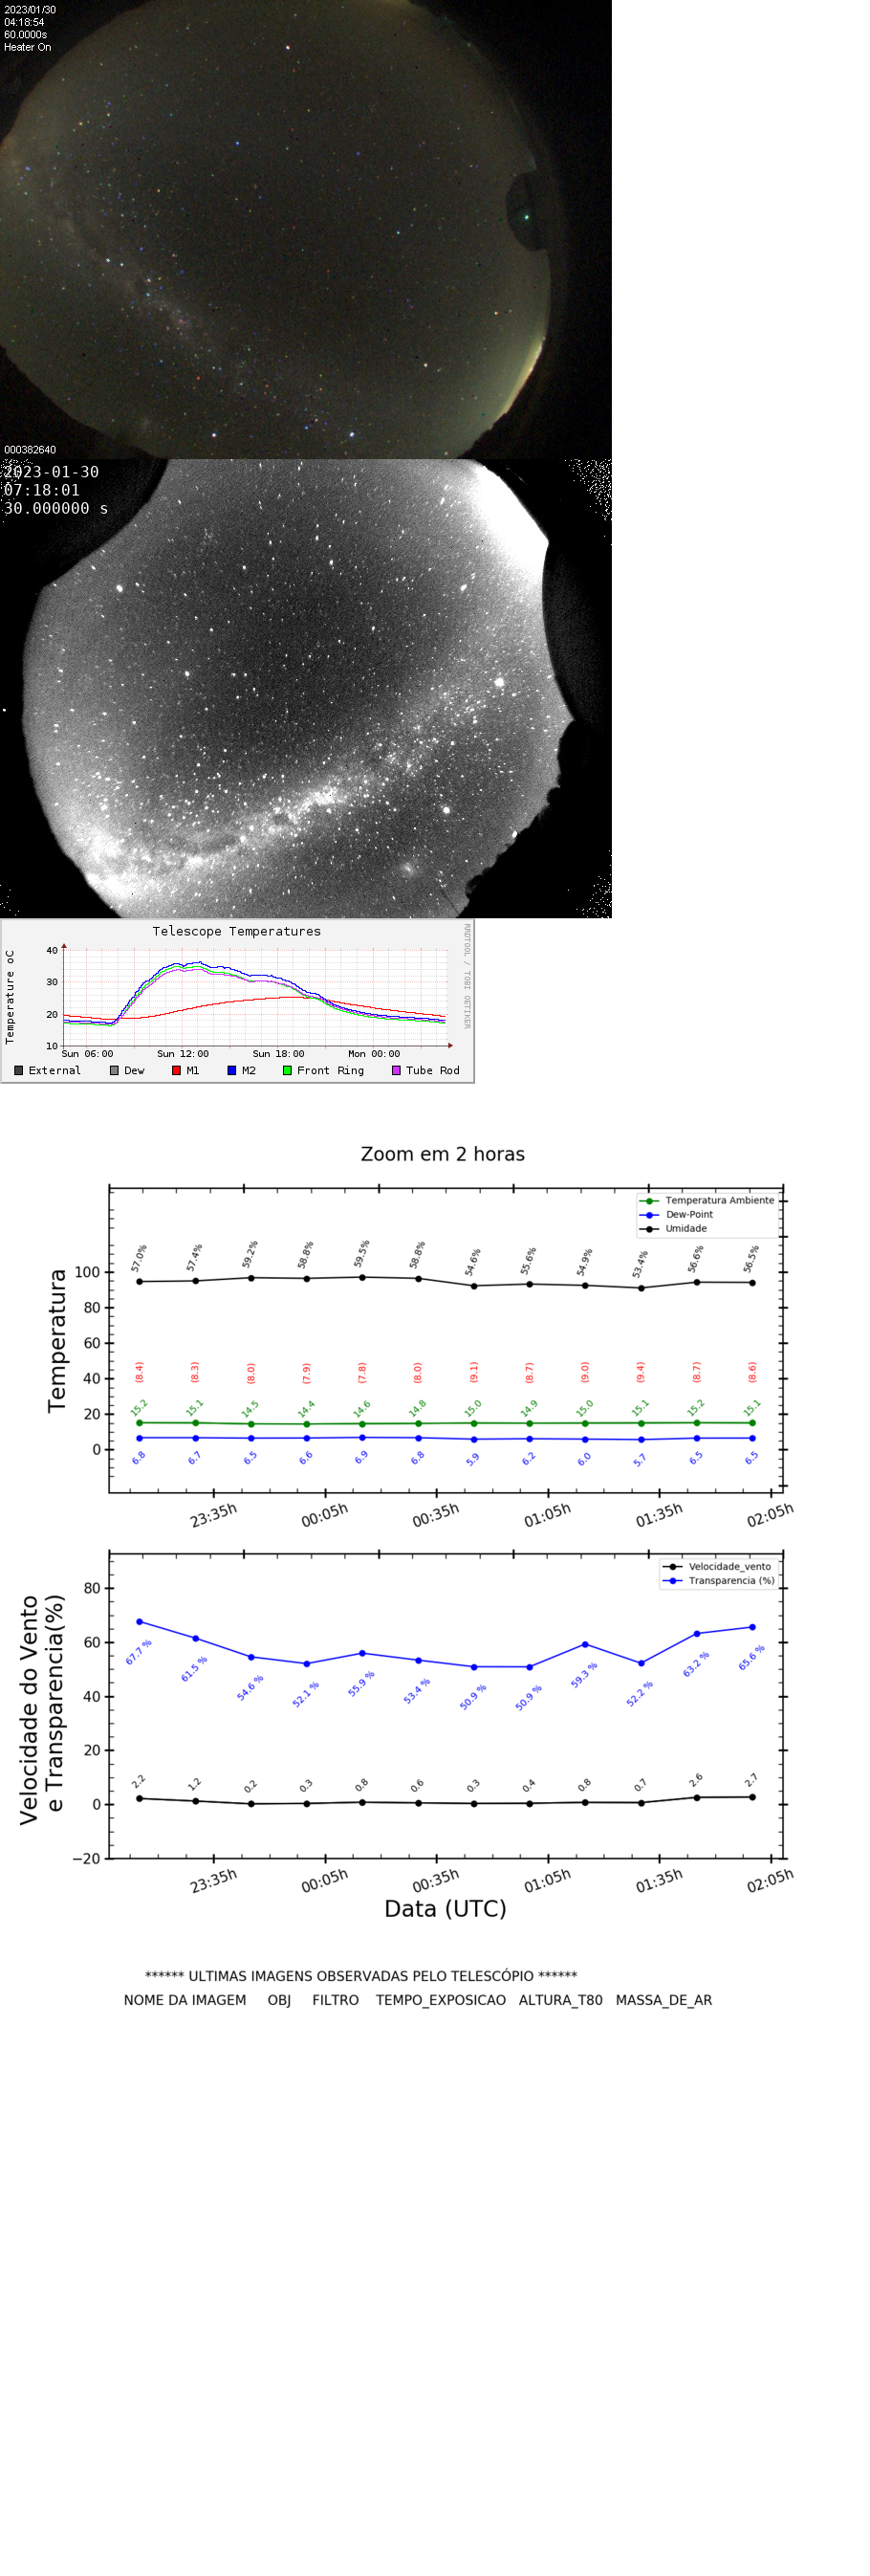 2023/01/30
04:18:54
60.0000s
Heater On
000382640
2023-01-30
07:18:01
30.000000 s
Telescope Temperatures
RRDTOOL / TOBI OETIKER
Temperature oC
40
30
20
10
Sun 06:00 Sun 12:00 Sun 18:00 Mon 00:00
External Dew M1 M2 Front Ring Tube Rod
Zoom em 2 horas
Temperatura Ambiente
Dew-Point
Umidade
Temperatura
100
80
60
40
20
0
57.0% 57.4% 59.2% 58.8% 59.5% 58.8% 54.6% 55.6% 54.9% 53.4% 56.6% 56.5%
(8.4) (8.3) (8.0) (7.9) (7.8) (8.0) (9.1) (8.7) (9.0) (9.4) (8.7) (8.6)
15.2 15.1 14.5 14.4 14.6 14.8 15.0 14.9 15.0 15.1 15.2 15.1
6.8 6.7 6.5 6.6 6.9 6.8 5.9 6.2 6.0 5.7 6.5 6.5
23:35h 00:05h 00:35h 01:05h 01:35h 02:05h
Velocidade_vento
Transparencia (%)
Velocidade do Vento
e Transparencia(%)
80
60
40
20
0
−20
67.7 % 61.5 % 54.6 % 52.1 % 55.9 % 53.4 % 50.9 % 50.9 % 59.3 % 52.2 % 63.2 % 65.6 %
2.2 1.2 0.2 0.3 0.8 0.6 0.3 0.4 0.8 0.7 2.6 2.7
23:35h 00:05h 00:35h 01:05h 01:35h 02:05h
Data (UTC)
****** ULTIMAS IMAGENS OBSERVADAS PELO TELESCÓPIO ******
NOME DA IMAGEM OBJ FILTRO TEMPO_EXPOSICAO ALTURA_T80 MASSA_DE_AR